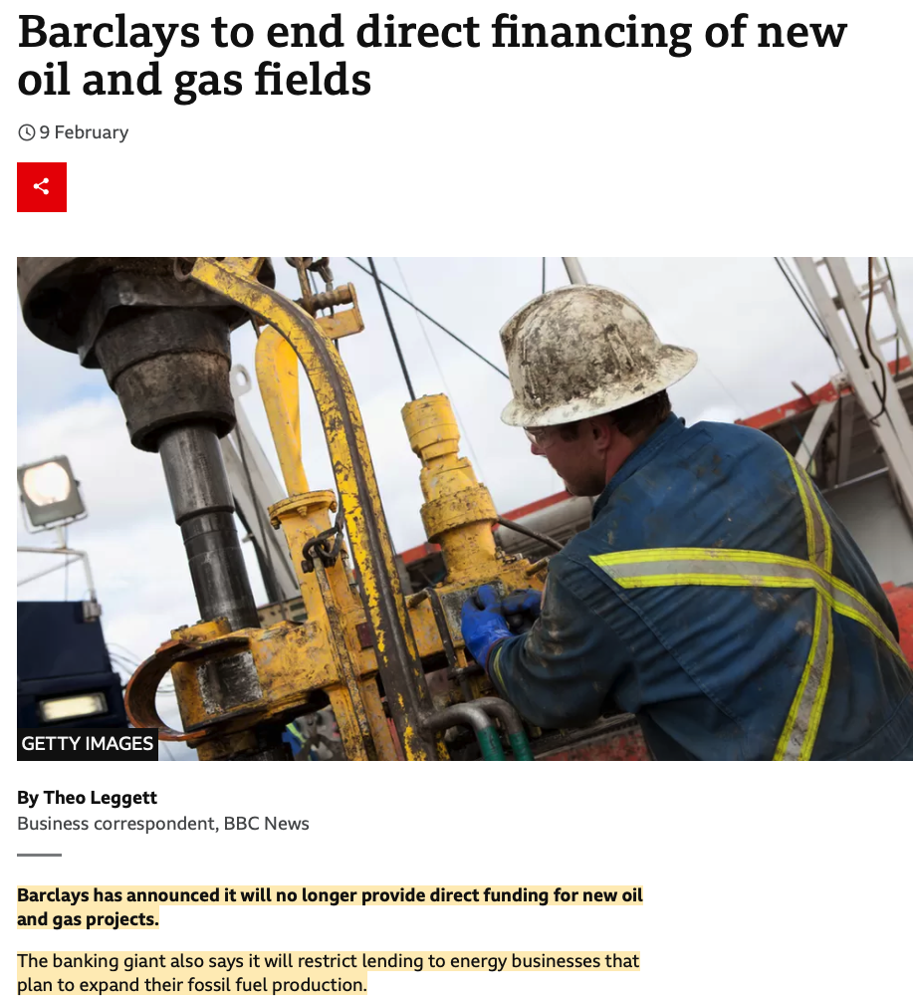 Barclays to end direct financing of new
oil and gas fields
9 February
GETTY IMAGES
By Theo Leggett
Business correspondent, BBC News
Barclays has announced it will no longer provide direct funding for new oil
and gas projects.
The banking giant also says it will restrict lending to energy businesses that
plan to expand their fossil fuel production.